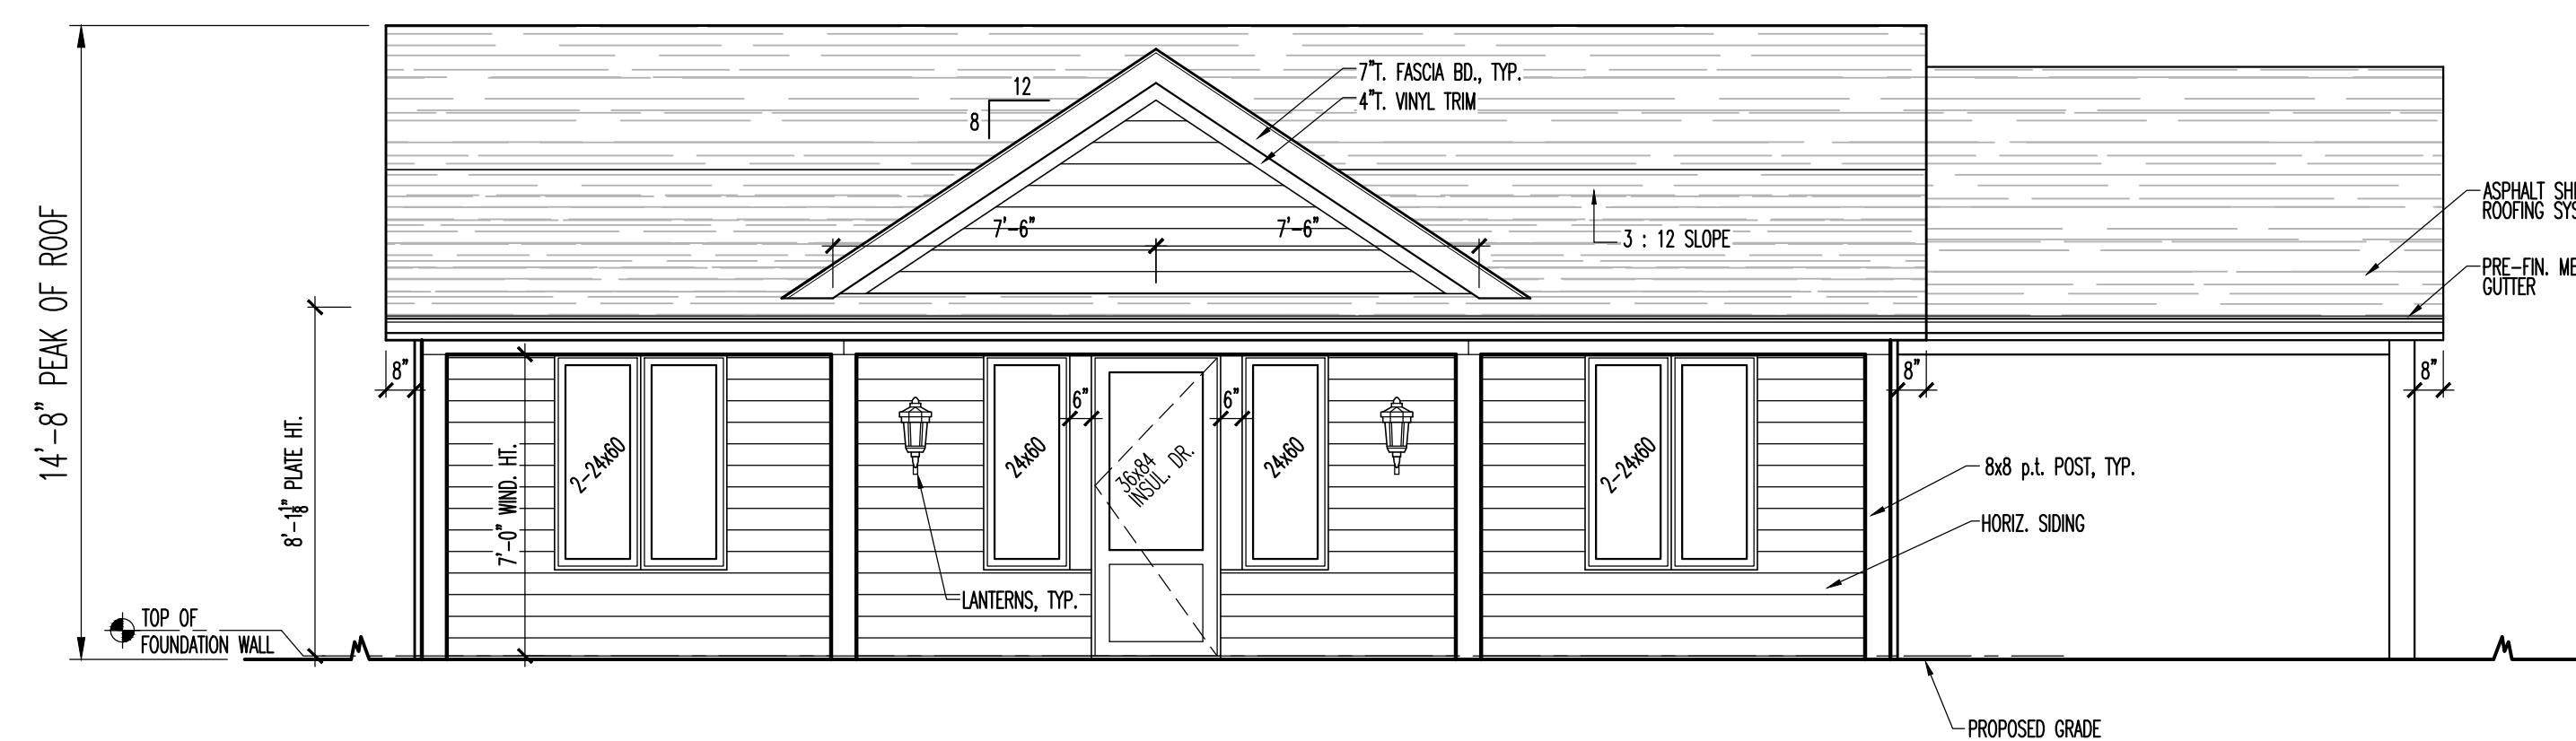 14'-8" PEAK OF ROOF
12
8
7"T. FASCIA BD., TYP.
4"T. VINYL TRIM
7'-6"
7'-6"
3 : 12 SLOPE
ASPHALT
ROOFING
PRE-FIN.
GUTTER
8"
8"
8"
6"
6"
8'-1 1/8" PLATE HT.
7'-0" WIND. HT.
2-24x60
24x60
36x84
INSUL. DR.
24x60
2-24x60
8x8 p.t. POST, TYP.
HORIZ. SIDING
LANTERNS, TYP.
TOP OF
FOUNDATION WALL
PROPOSED GRADE